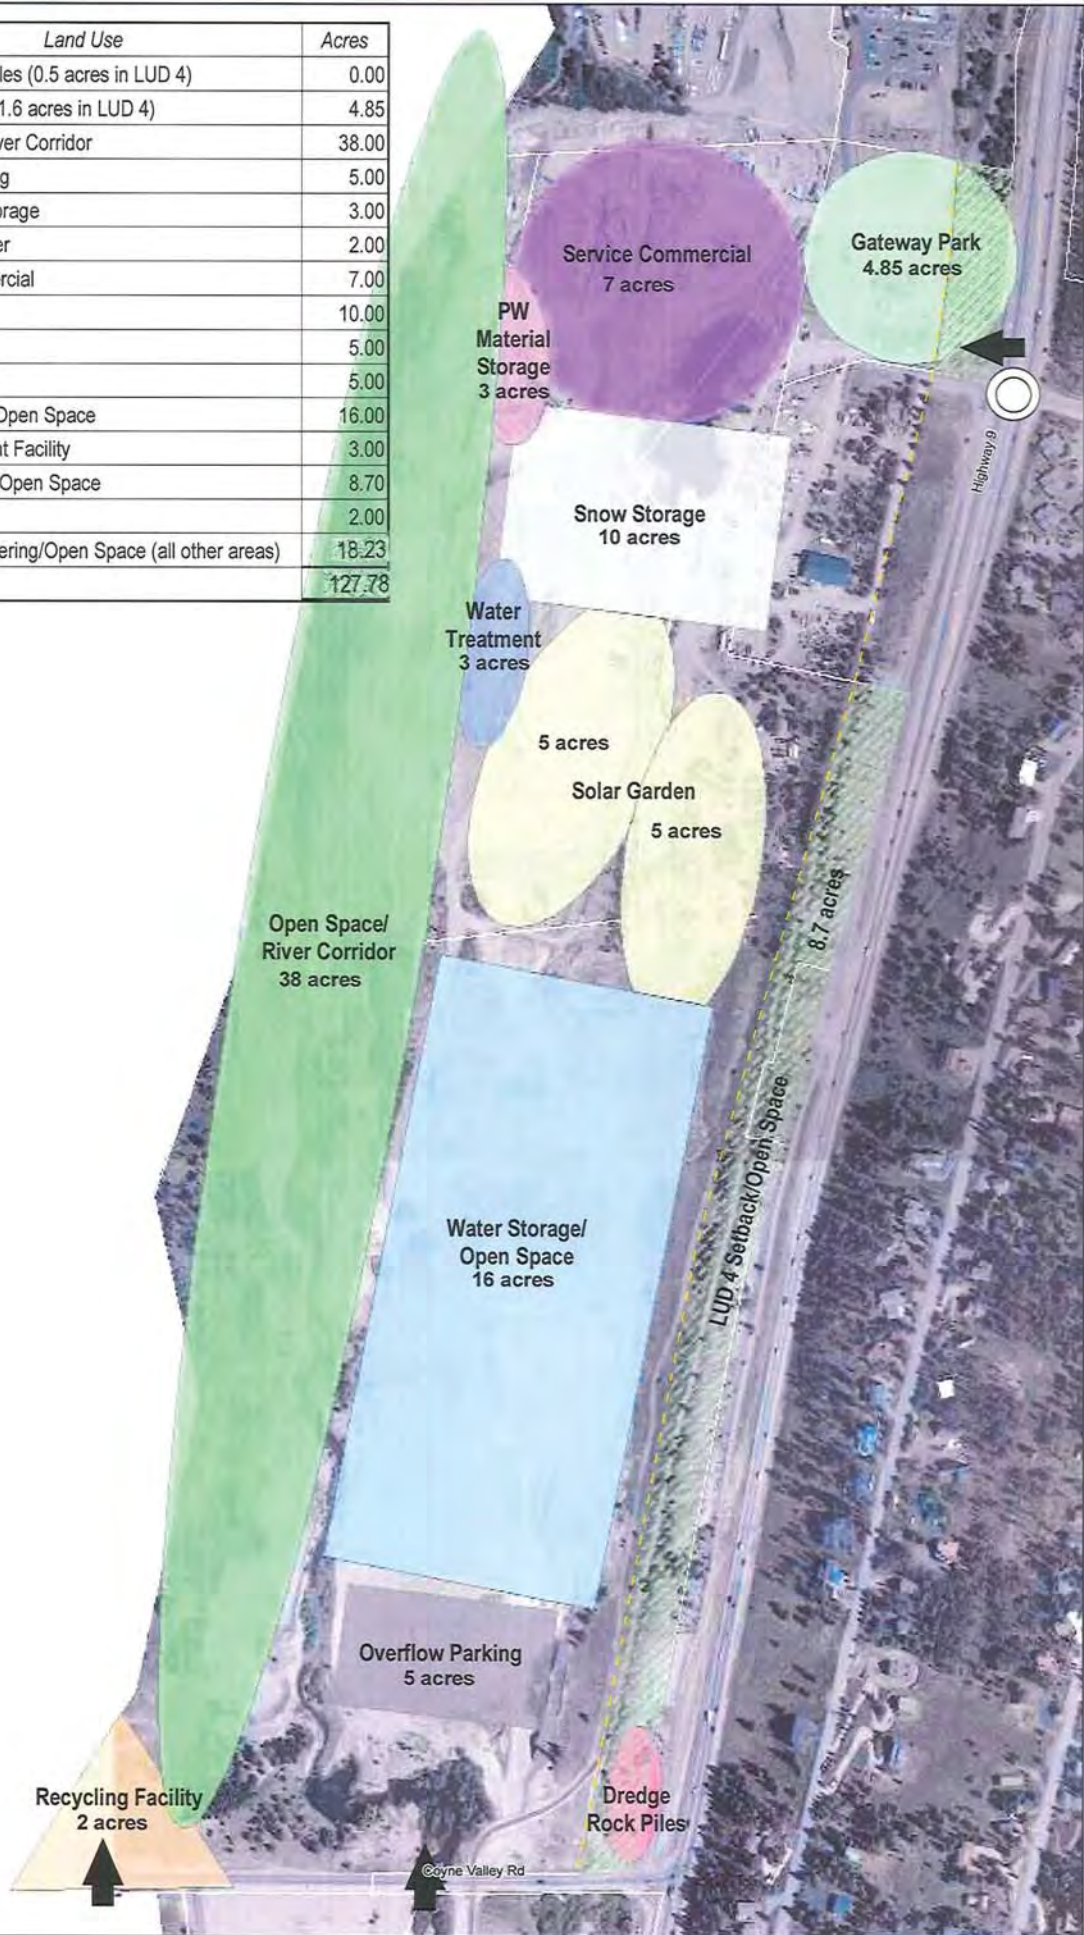 Land Use Acres
les (0.5 acres in LUD 4) 0.00
1.6 acres in LUD 4) 4.85
ver Corridor 38.00
g 5.00
orage 3.00
er 2.00
rcial 7.00
10.00
5.00
5.00
Open Space 16.00
nt Facility 3.00
Open Space 8.70
2.00
ering/Open Space (all other areas) 18.23
127.78
Service Commercial
7 acres
Gateway Park
4.85 acres
PW
Material
Storage
3 acres
Highway 9
Snow Storage
10 acres
Water
Treatment
3 acres
5 acres
Solar Garden
5 acres
8.7 acres
Open Space/
River Corridor
38 acres
LUD 4 Setback/Open Space
Water Storage/
Open Space
16 acres
Overflow Parking
5 acres
Recycling Facility
2 acres
Dredge
Rock Piles
Coyne Valley Rd